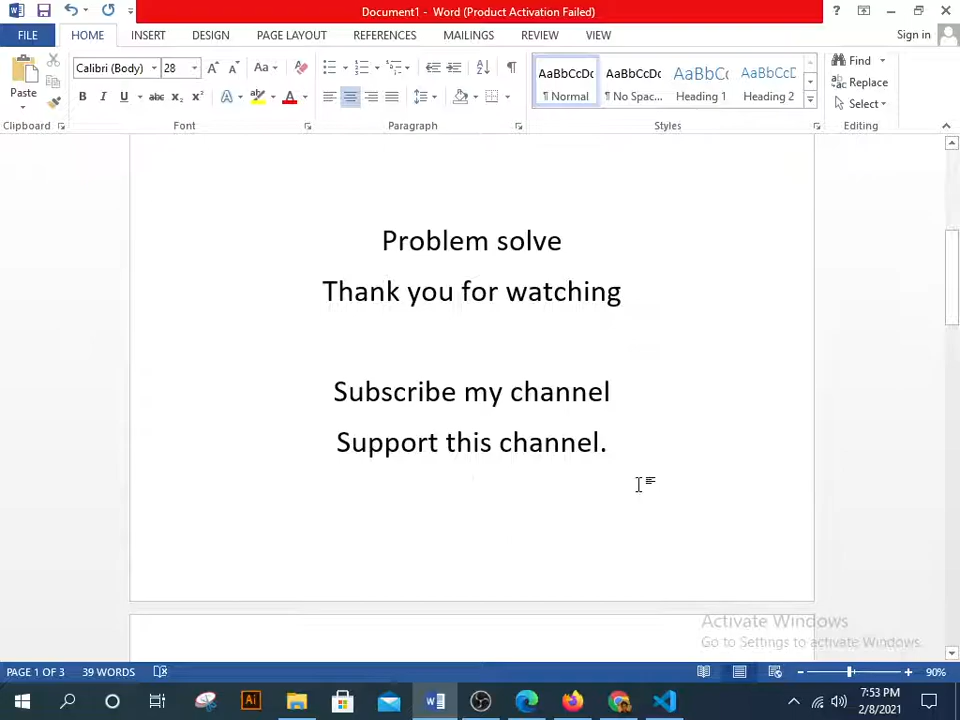 Document1 - Word (Product Activation Failed)
Sign in
FILE HOME INSERT DESIGN PAGE LAYOUT REFERENCES MAILINGS REVIEW VIEW
Paste
Calibri (Body) 28
AaBbCcDc AaBbCcDc AaBbCc AaBbCcD
¶ Normal ¶ No Spac... Heading 1 Heading 2
Find
Replace
Select
Clipboard Font Paragraph Styles Editing
Problem solve
Thank you for watching
Subscribe my channel
Support this channel.
Activate Windows
Go to Settings to activate Windows.
PAGE 1 OF 3 39 WORDS 90%
7:53 PM
2/8/2021